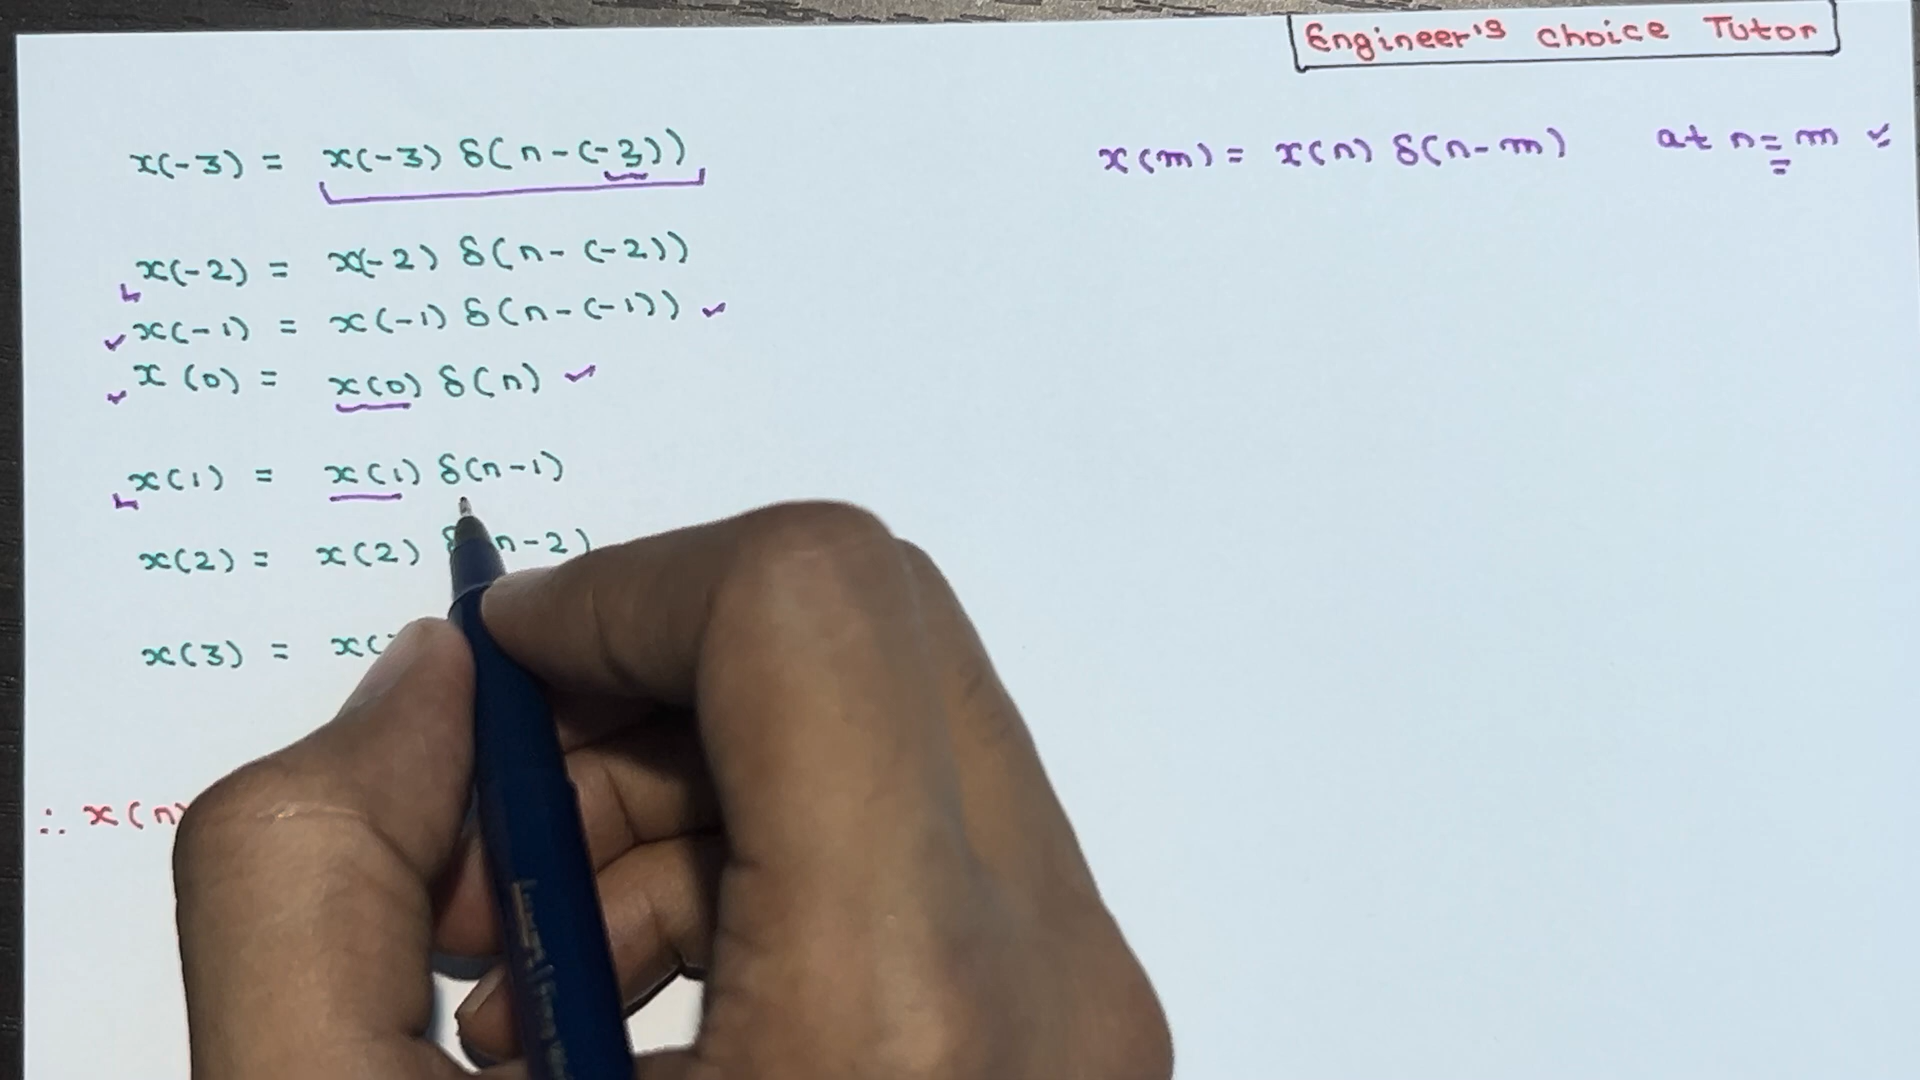 Engineer's choice Tutor
x(-3) = x(-3) δ(n-(-3))
x(m) = x(n) δ(n-m) at n=m
x(-2) = x(-2) δ(n-(-2))
x(-1) = x(-1) δ(n-(-1))
x(0) = x(0) δ(n)
x(1) = x(1) δ(n-1)
x(2) = x(2) δ(n-2)
x(3) = x(
∴ x(n)